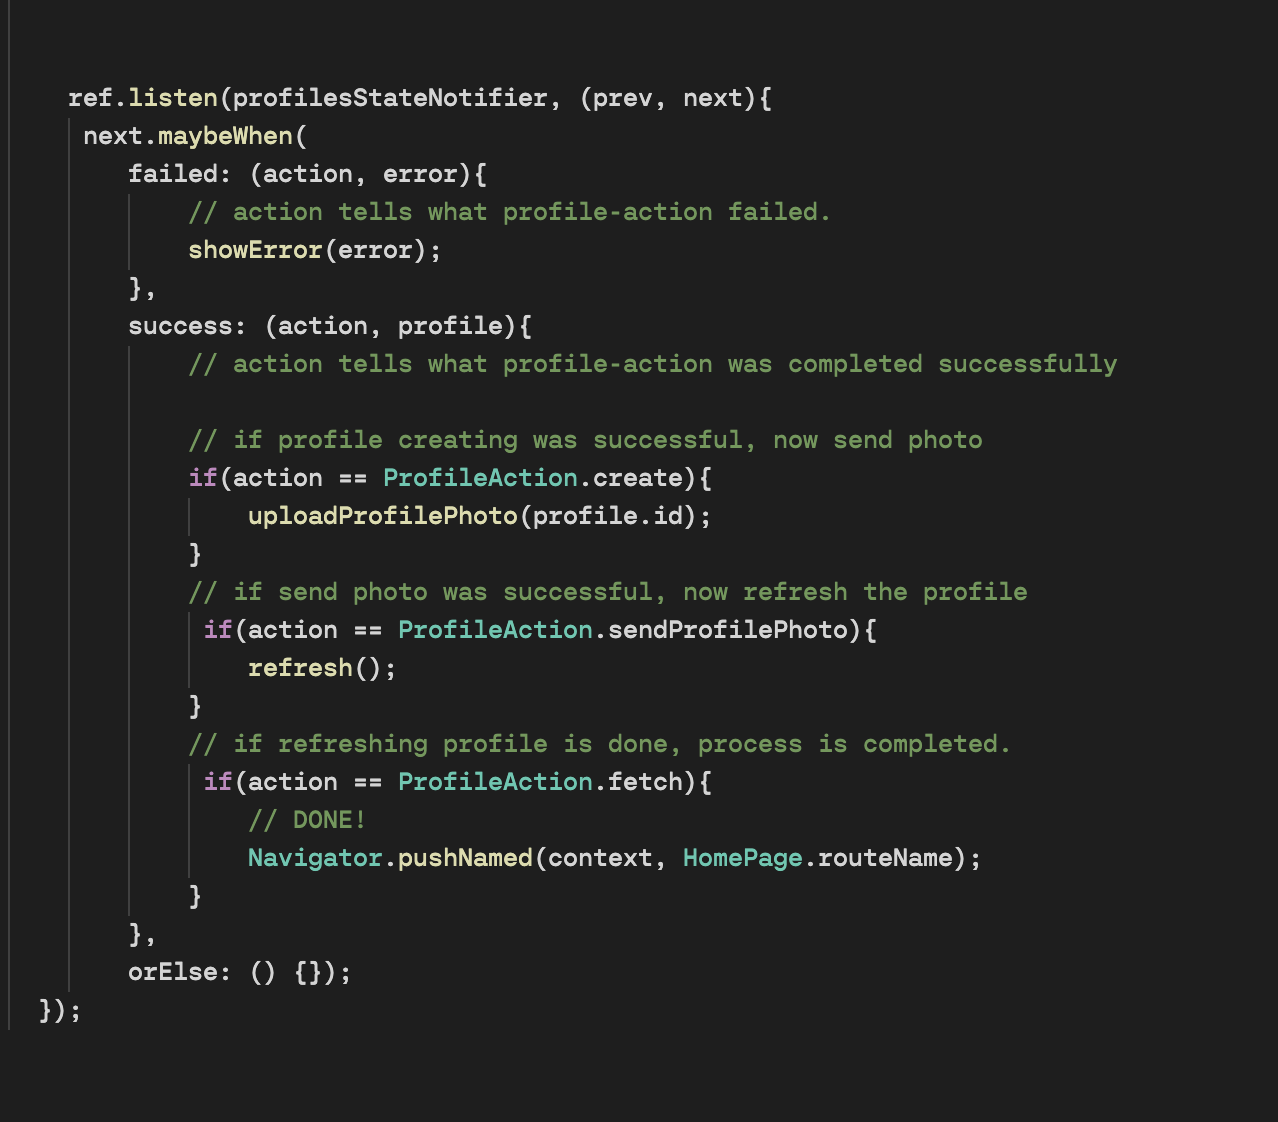 ref.listen(profilesStateNotifier, (prev, next){
next.maybeWhen(
failed: (action, error){
// action tells what profile-action failed.
showError(error);
},
success: (action, profile){
// action tells what profile-action was completed successfully
// if profile creating was successful, now send photo
if(action == ProfileAction.create){
uploadProfilePhoto(profile.id);
}
// if send photo was successful, now refresh the profile
if(action == ProfileAction.sendProfilePhoto){
refresh();
}
// if refreshing profile is done, process is completed.
if(action == ProfileAction.fetch){
// DONE!
Navigator.pushNamed(context, HomePage.routeName);
}
},
orElse: () {});
});